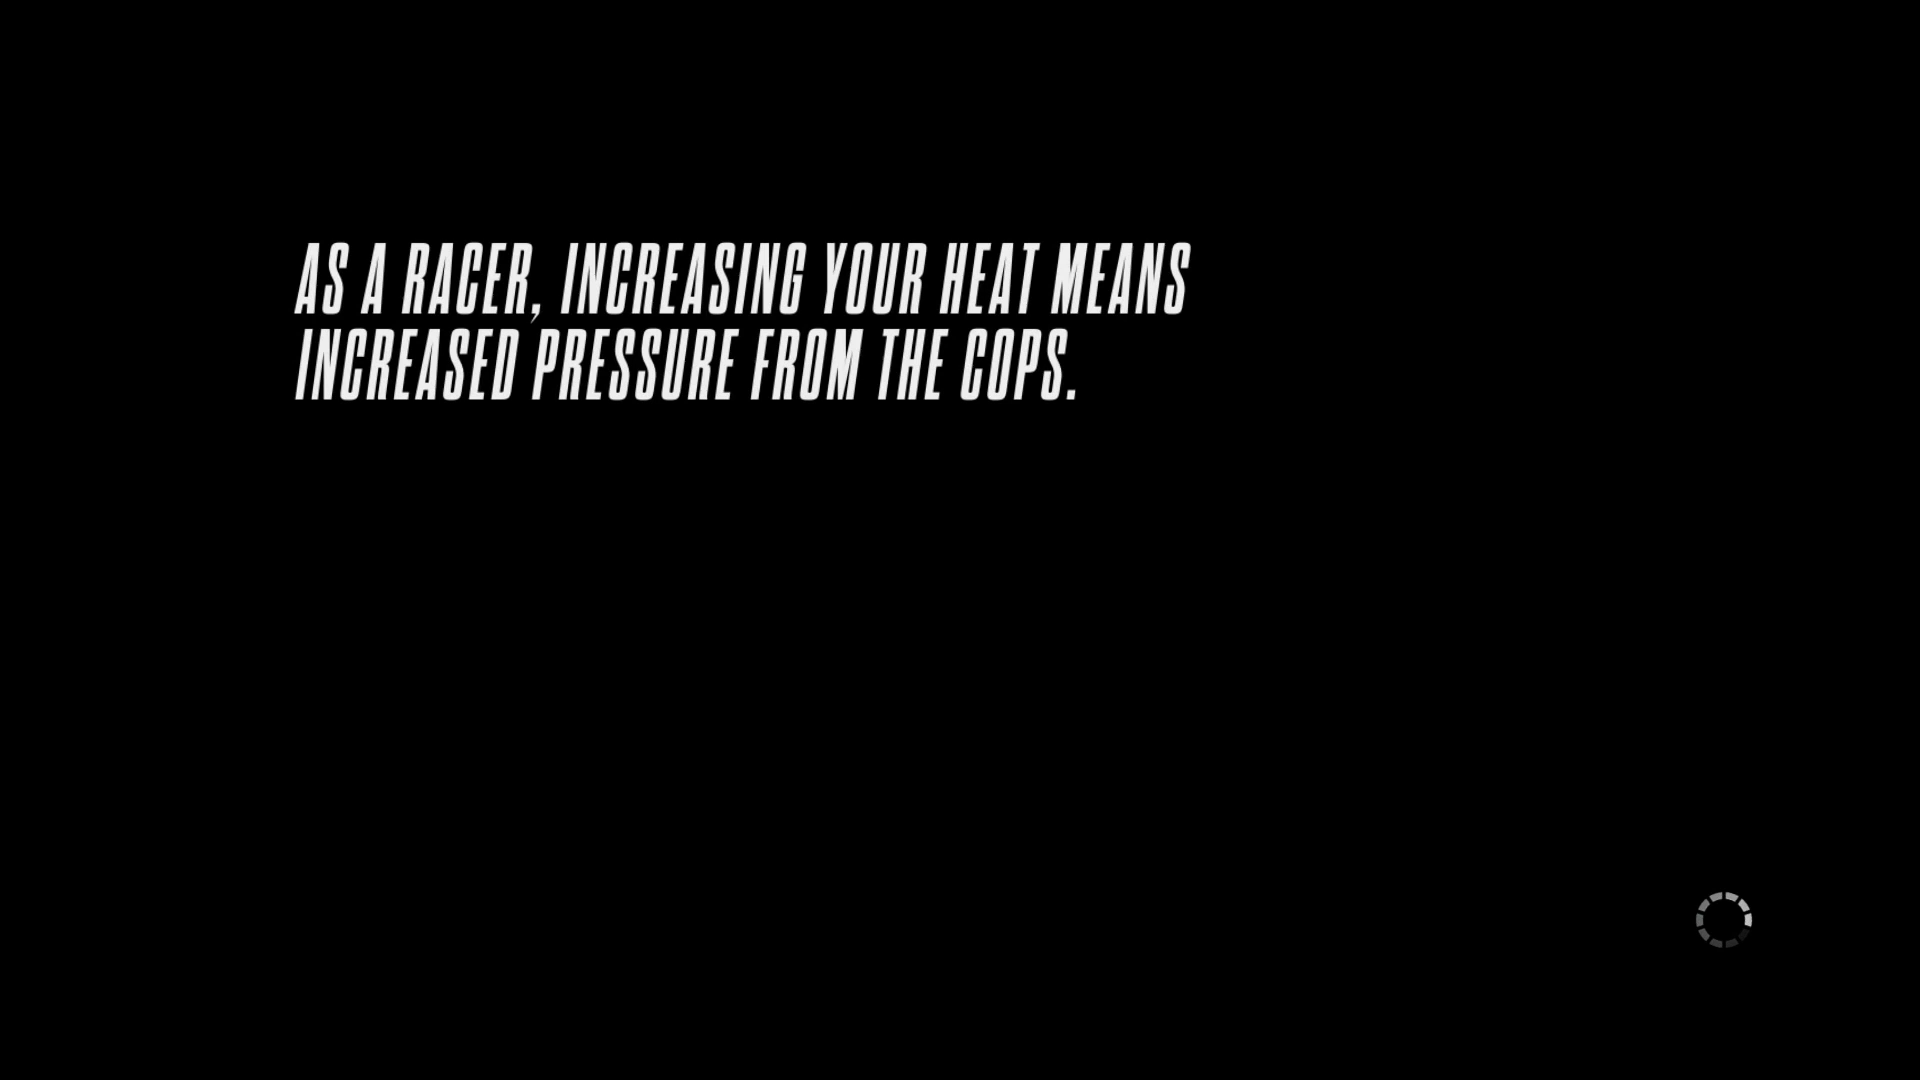 AS A RACER, INCREASING YOUR HEAT MEANS
INCREASED PRESSURE FROM THE COPS.